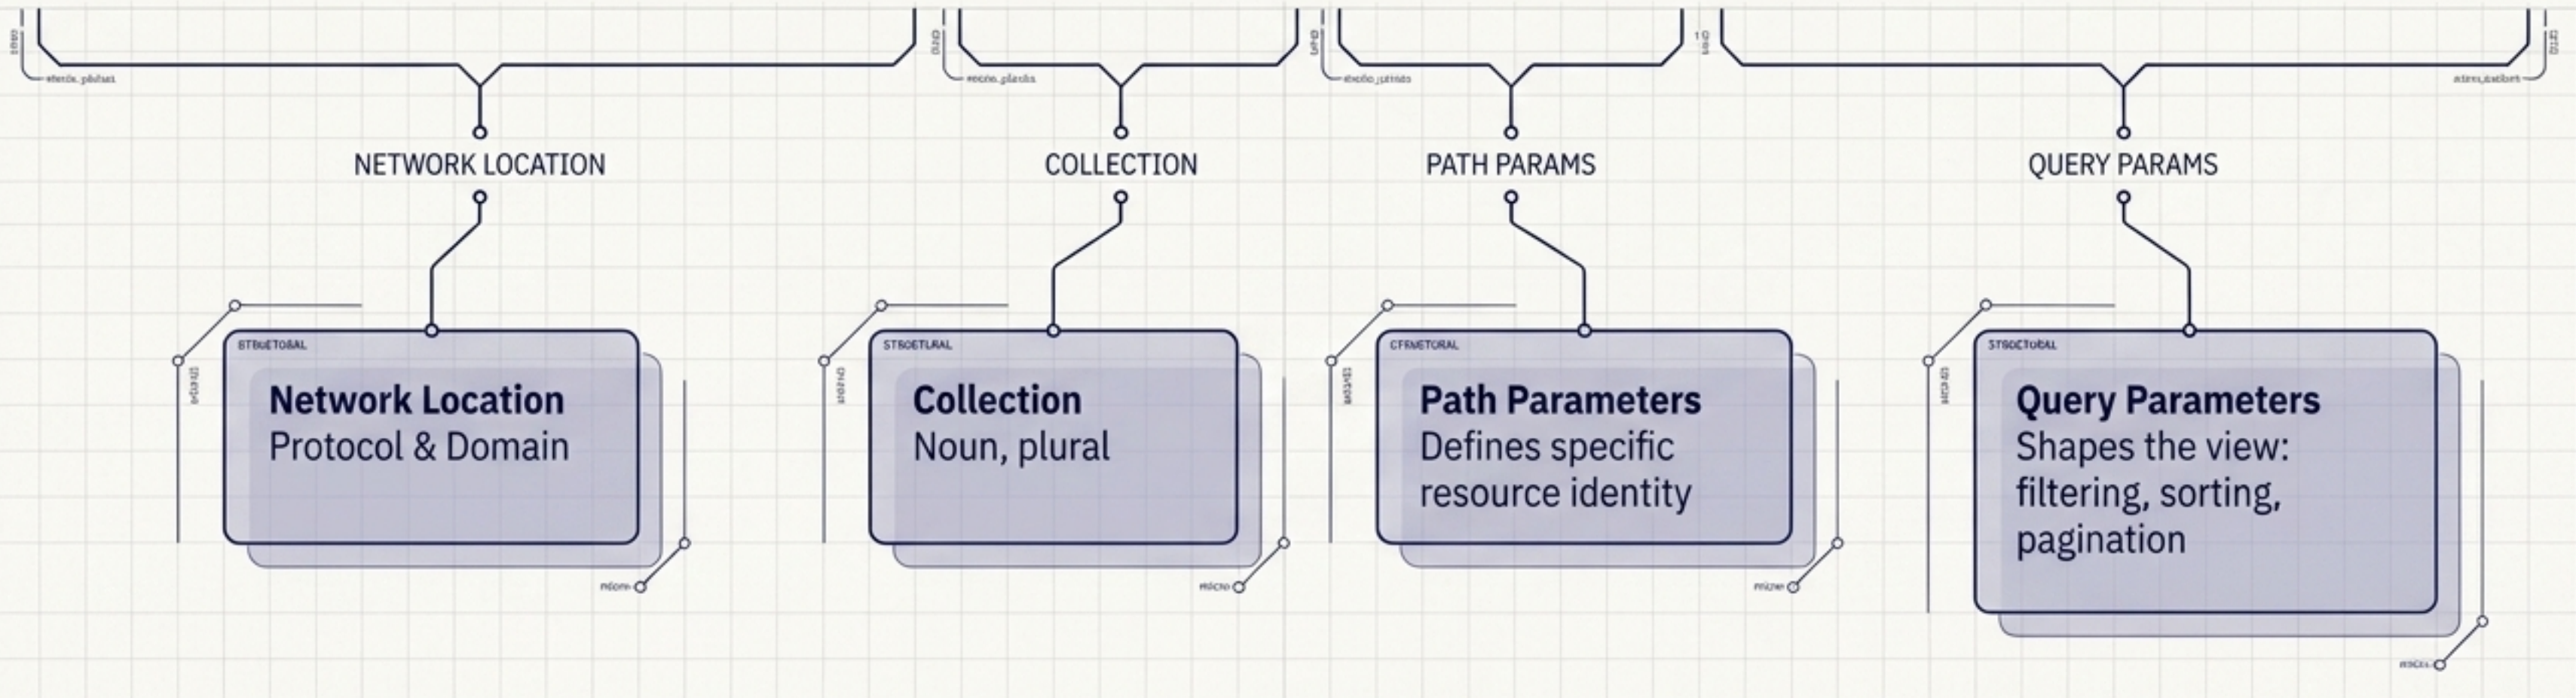 NETWORK LOCATION
COLLECTION
PATH PARAMS
QUERY PARAMS
Network Location
Protocol & Domain
Collection
Noun, plural
Path Parameters
Defines specific
resource identity
Query Parameters
Shapes the view:
filtering, sorting,
pagination